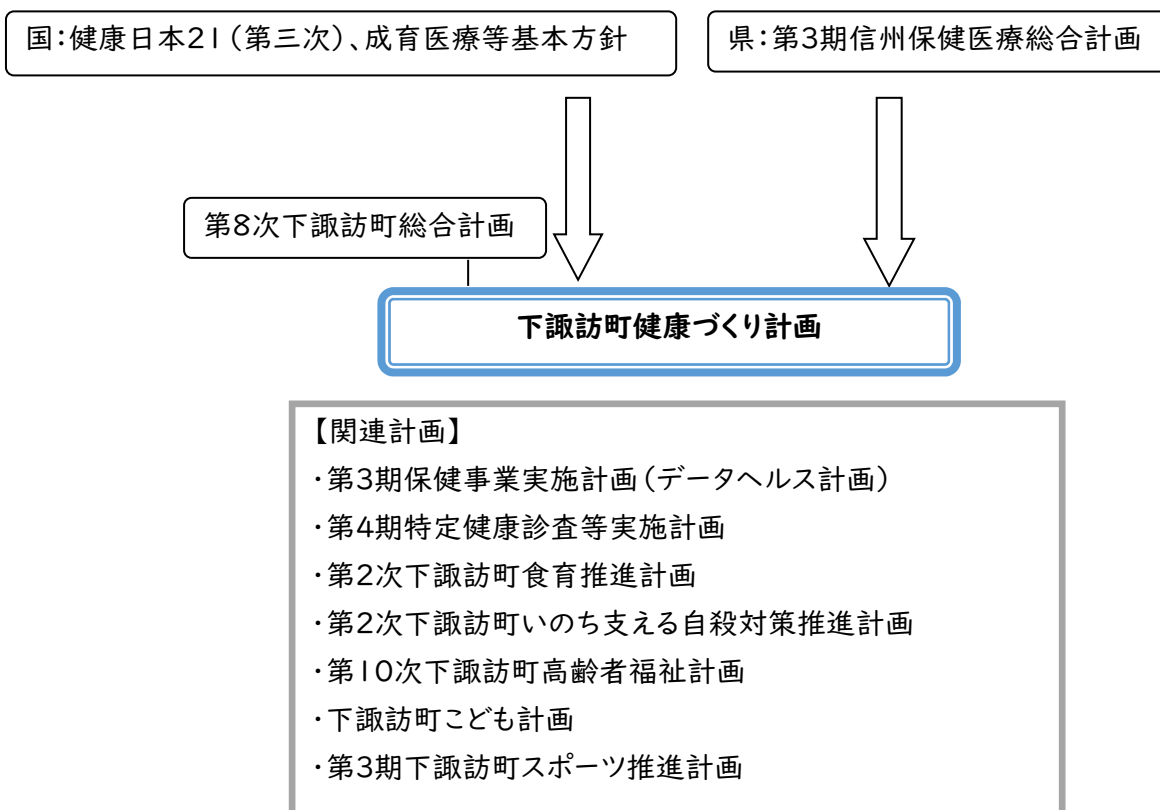 国：健康日本２１（第三次）、成育医療等基本方針
県：第３期信州保健医療総合計画
第８次下諏訪町総合計画
下諏訪町健康づくり計画
【関連計画】
・第３期保健事業実施計画（データヘルス計画）
・第４期特定健康診査等実施計画
・第２次下諏訪町食育推進計画
・第２次下諏訪町いのち支える自殺対策推進計画
・第１０次下諏訪町高齢者福祉計画
・下諏訪町こども計画
・第３期下諏訪町スポーツ推進計画